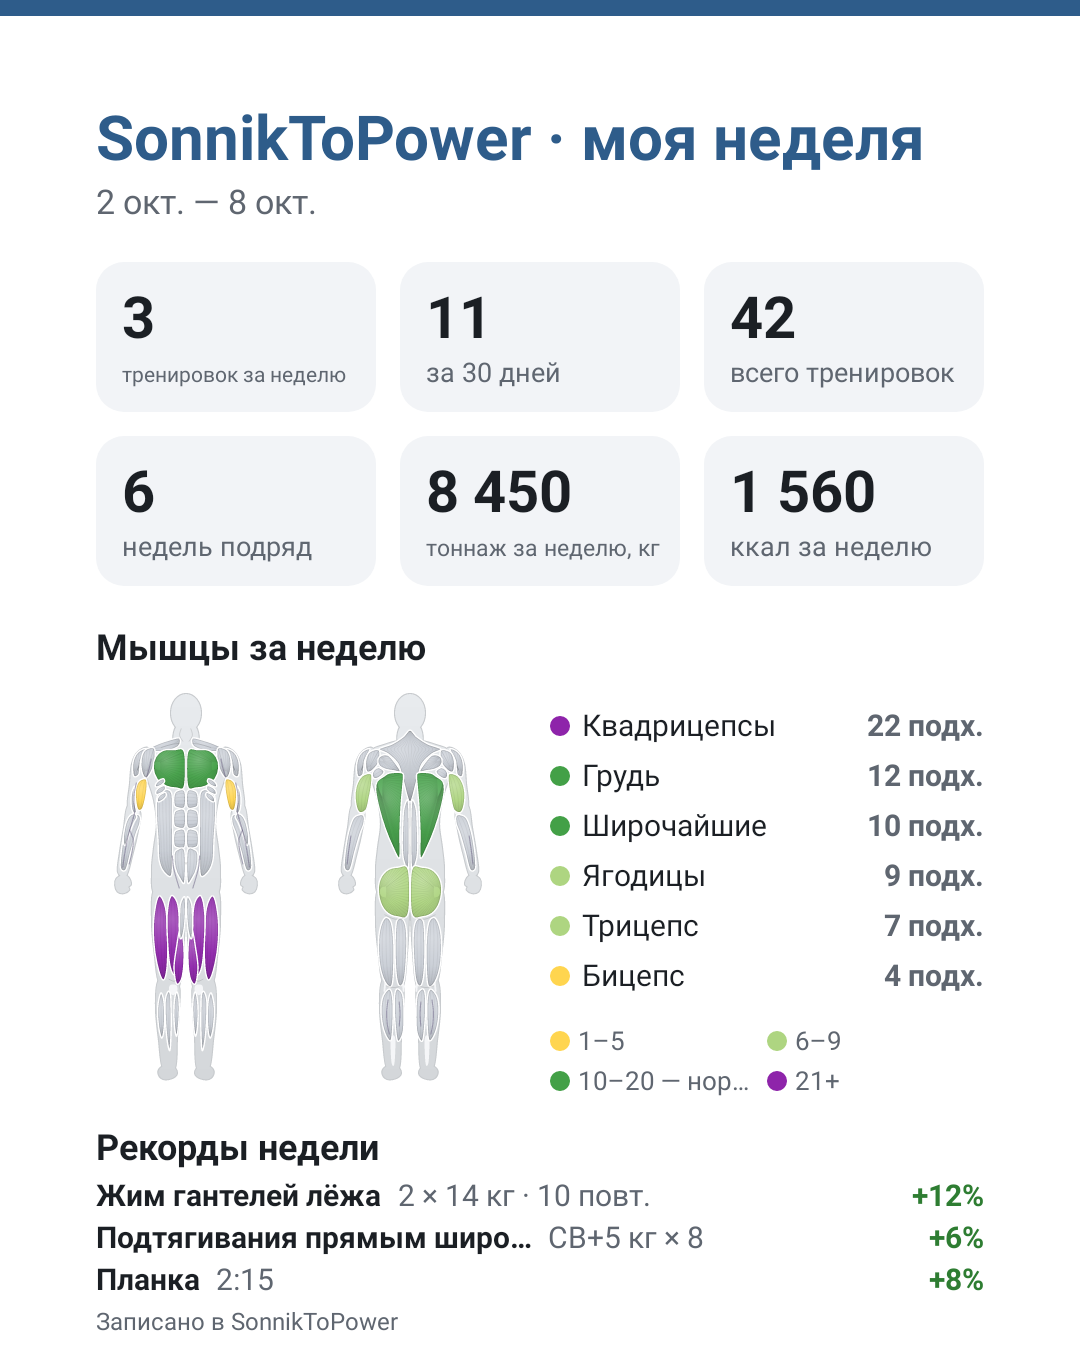 SonnikToPower · моя неделя
2 окт. — 8 окт.
3
тренировок за неделю
11
за 30 дней
42
всего тренировок
6
недель подряд
8 450
тоннаж за неделю, кг
1 560
ккал за неделю
Мышцы за неделю
Квадрицепсы 22 подх.
Грудь 12 подх.
Широчайшие 10 подх.
Ягодицы 9 подх.
Трицепс 7 подх.
Бицепс 4 подх.
1–5 6–9
10–20 — нор... 21+
Рекорды недели
Жим гантелей лёжа 2 × 14 кг · 10 повт. +12%
Подтягивания прямым широ... СВ+5 кг × 8 +6%
Планка 2:15 +8%
Записано в SonnikToPower